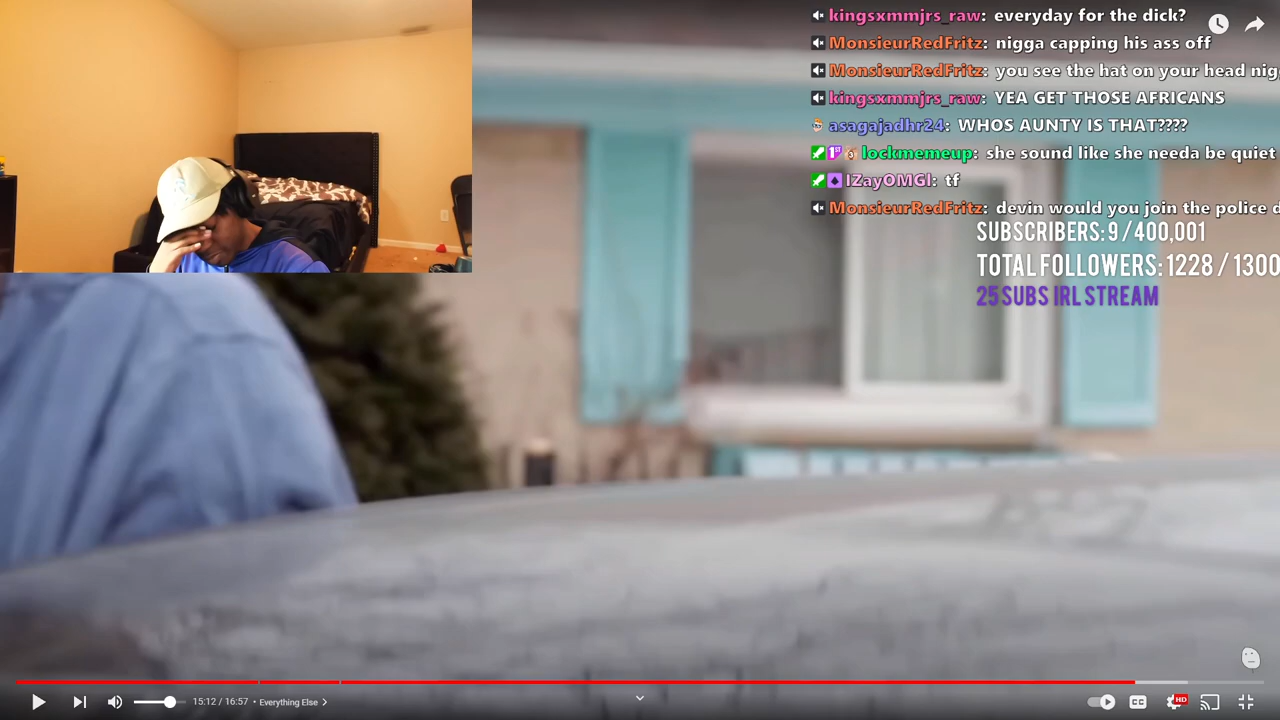 kingsxmmjrs_raw: everyday for the dick?
MonsieurRedFritz: nigga capping his ass off
MonsieurRedFritz: you see the hat on your head nig
kingsxmmjrs_raw: YEA GET THOSE AFRICANS
asagajadhr24: WHOS AUNTY IS THAT????
1ST lockmemeup: she sound like she needa be quiet
IZayOMGI: tf
MonsieurRedFritz: devin would you join the police d
SUBSCRIBERS: 9 / 400,001
TOTAL FOLLOWERS: 1228 / 1300
25 SUBS IRL STREAM
15:12 / 16:57 • Everything Else
CC
HD